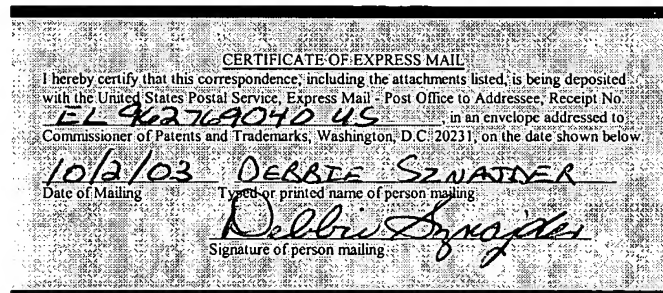 CERTIFICATE OF EXPRESS MAIL
I hereby certify that this correspondence, including the attachments listed, is being deposited
with the United States Postal Service, Express Mail - Post Office to Addressee, Receipt No.
EL 962769040 US, in an envelope addressed to
Commissioner of Patents and Trademarks, Washington, D.C. 20231, on the date shown below.
10/2/03 DEBBIE SZNAJDER
Date of Mailing Typed or printed name of person mailing
Debbie Sznajder
Signature of person mailing